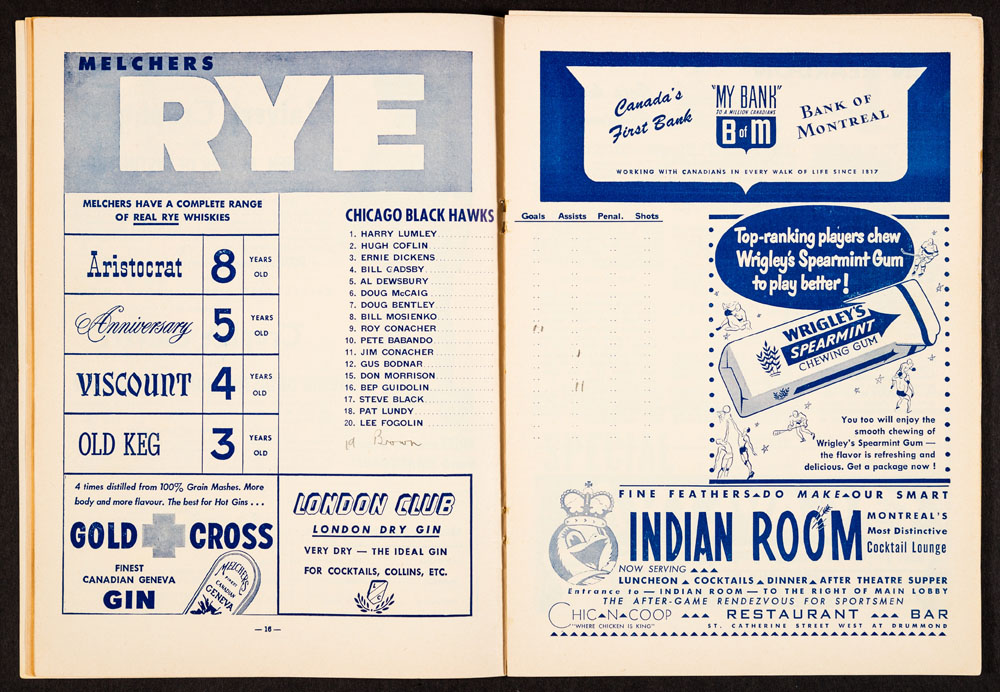 MELCHERS
RYE
MELCHERS HAVE A COMPLETE RANGE
OF REAL RYE WHISKIES
Aristocrat 8 YEARS OLD
Anniversary 5 YEARS OLD
VISCOUNT 4 YEARS OLD
OLD KEG 3 YEARS OLD
CHICAGO BLACK HAWKS
1. HARRY LUMLEY
2. HUGH COFLIN
3. ERNIE DICKENS
4. BILL GADSBY
5. AL DEWSBURY
6. DOUG McCAIG
7. DOUG BENTLEY
8. BILL MOSIENKO
9. ROY CONACHER
10. PETE BABANDO
11. JIM CONACHER
12. GUS BODNAR
15. DON MORRISON
16. BEP GUIDOLIN
17. STEVE BLACK
18. PAT LUNDY
20. LEE FOGOLIN
19 Brown
4 times distilled from 100% Grain Mashes. More
body and more flavour. The best for Hot Gins . . .
GOLD CROSS
FINEST
CANADIAN GENEVA
GIN
MELCHERS
FINEST
CANADIAN
GENEVA
LONDON CLUB
LONDON DRY GIN
VERY DRY — THE IDEAL GIN
FOR COCKTAILS, COLLINS, ETC.
— 16 —
Canada's
First Bank
"MY BANK"
TO A MILLION CANADIANS
B of M
BANK OF
MONTREAL
WORKING WITH CANADIANS IN EVERY WALK OF LIFE SINCE 1817
Goals Assists Penal. Shots
Top-ranking players chew
Wrigley's Spearmint Gum
to play better!
WRIGLEY'S
SPEARMINT
CHEWING GUM
You too will enjoy the
smooth chewing of
Wrigley's Spearmint Gum —
the flavor is refreshing and
delicious. Get a package now !
FINE FEATHERS DO MAKE OUR SMART
INDIAN ROOM
MONTREAL'S
Most Distinctive
Cocktail Lounge
NOW SERVING
LUNCHEON COCKTAILS DINNER AFTER THEATRE SUPPER
Entrance to — INDIAN ROOM — TO THE RIGHT OF MAIN LOBBY
THE AFTER-GAME RENDEZVOUS FOR SPORTSMEN
CHIC-N-COOP RESTAURANT BAR
"WHERE CHICKEN IS KING" ST. CATHERINE STREET WEST AT DRUMMOND